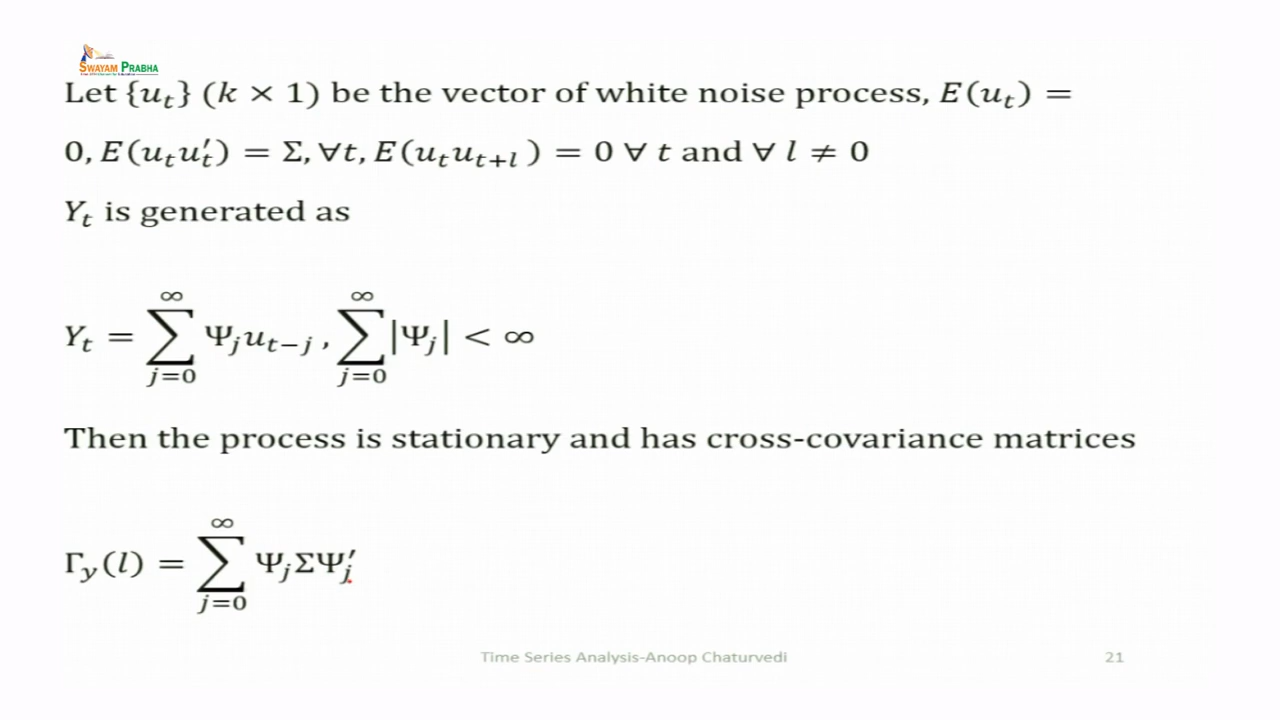 SWAYAM PRABHA
Let {u_t} (k × 1) be the vector of white noise process, E(u_t) =
0, E(u_t u_t′) = Σ, ∀t, E(u_t u_{t+l}) = 0 ∀ t and ∀ l ≠ 0
Y_t is generated as
Y_t = ∑_{j=0}^{∞} Ψ_j u_{t−j}, ∑_{j=0}^{∞} |Ψ_j| < ∞
Then the process is stationary and has cross-covariance matrices
Γ_y(l) = ∑_{j=0}^{∞} Ψ_j Σ Ψ_j′
Time Series Analysis-Anoop Chaturvedi
21